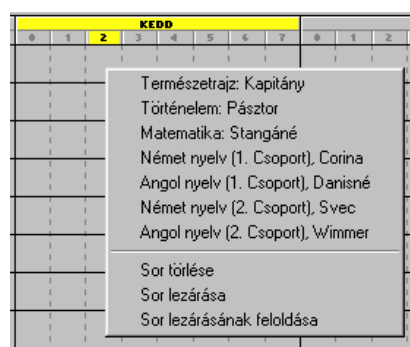 KEDD
0 1 2 3 4 5 6 7 0 1 2
Természetrajz: Kapitány
Történelem: Pásztor
Matematika: Stangáné
Német nyelv (1. Csoport), Corina
Angol nyelv (1. Csoport), Danisné
Német nyelv (2. Csoport), Svec
Angol nyelv (2. Csoport), Wimmer
Sor törlése
Sor lezárása
Sor lezárásának feloldása